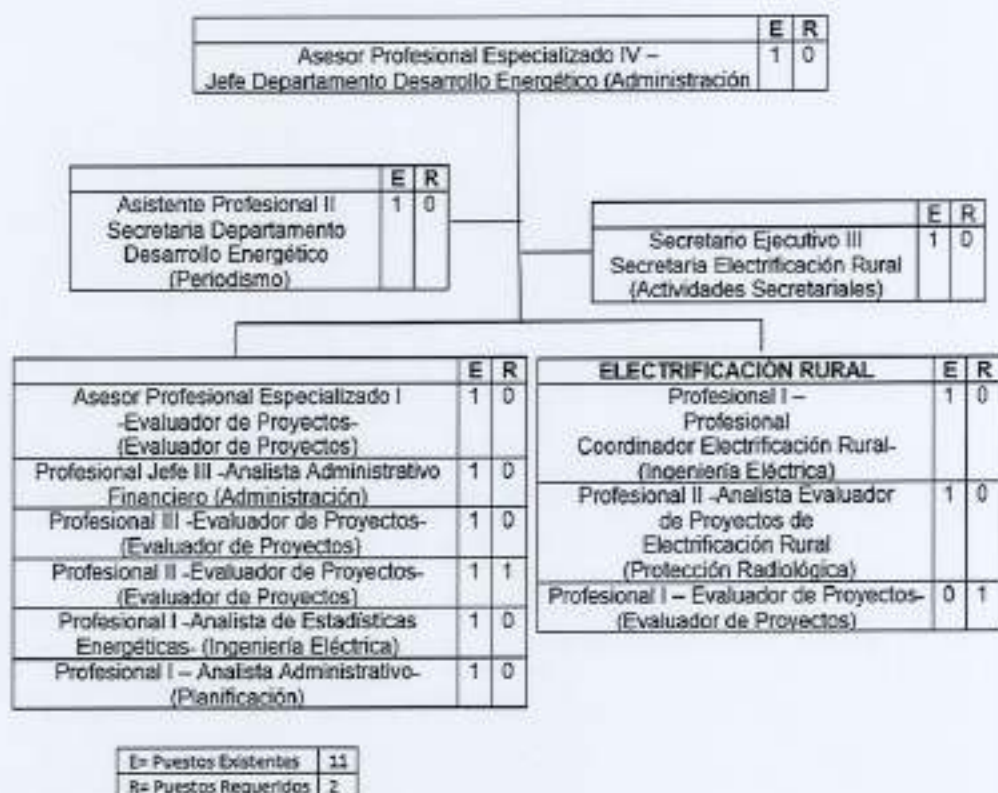 E R
Asesor Profesional Especializado IV – 1 0
Jefe Departamento Desarrollo Energético (Administración
E R
Asistente Profesional II 1 0
Secretaria Departamento
Desarrollo Energético
(Periodismo)
E R
Secretario Ejecutivo III 1 0
Secretaria Electrificación Rural
(Actividades Secretariales)
E R
Asesor Profesional Especializado I 1 0
-Evaluador de Proyectos-
(Evaluador de Proyectos)
Profesional Jefe III -Analista Administrativo 1 0
Financiero (Administración)
Profesional III -Evaluador de Proyectos- 1 0
(Evaluador de Proyectos)
Profesional II -Evaluador de Proyectos- 1 1
(Evaluador de Proyectos)
Profesional I -Analista de Estadísticas 1 0
Energéticas- (Ingeniería Eléctrica)
Profesional I – Analista Administrativo- 1 0
(Planificación)
ELECTRIFICACIÓN RURAL E R
Profesional I – 1 0
Profesional
Coordinador Electrificación Rural-
(Ingeniería Eléctrica)
Profesional II -Analista Evaluador 1 0
de Proyectos de
Electrificación Rural
(Protección Radiológica)
Profesional I – Evaluador de Proyectos- 0 1
(Evaluador de Proyectos)
E= Puestos Existentes 11
R= Puestos Requeridos 2